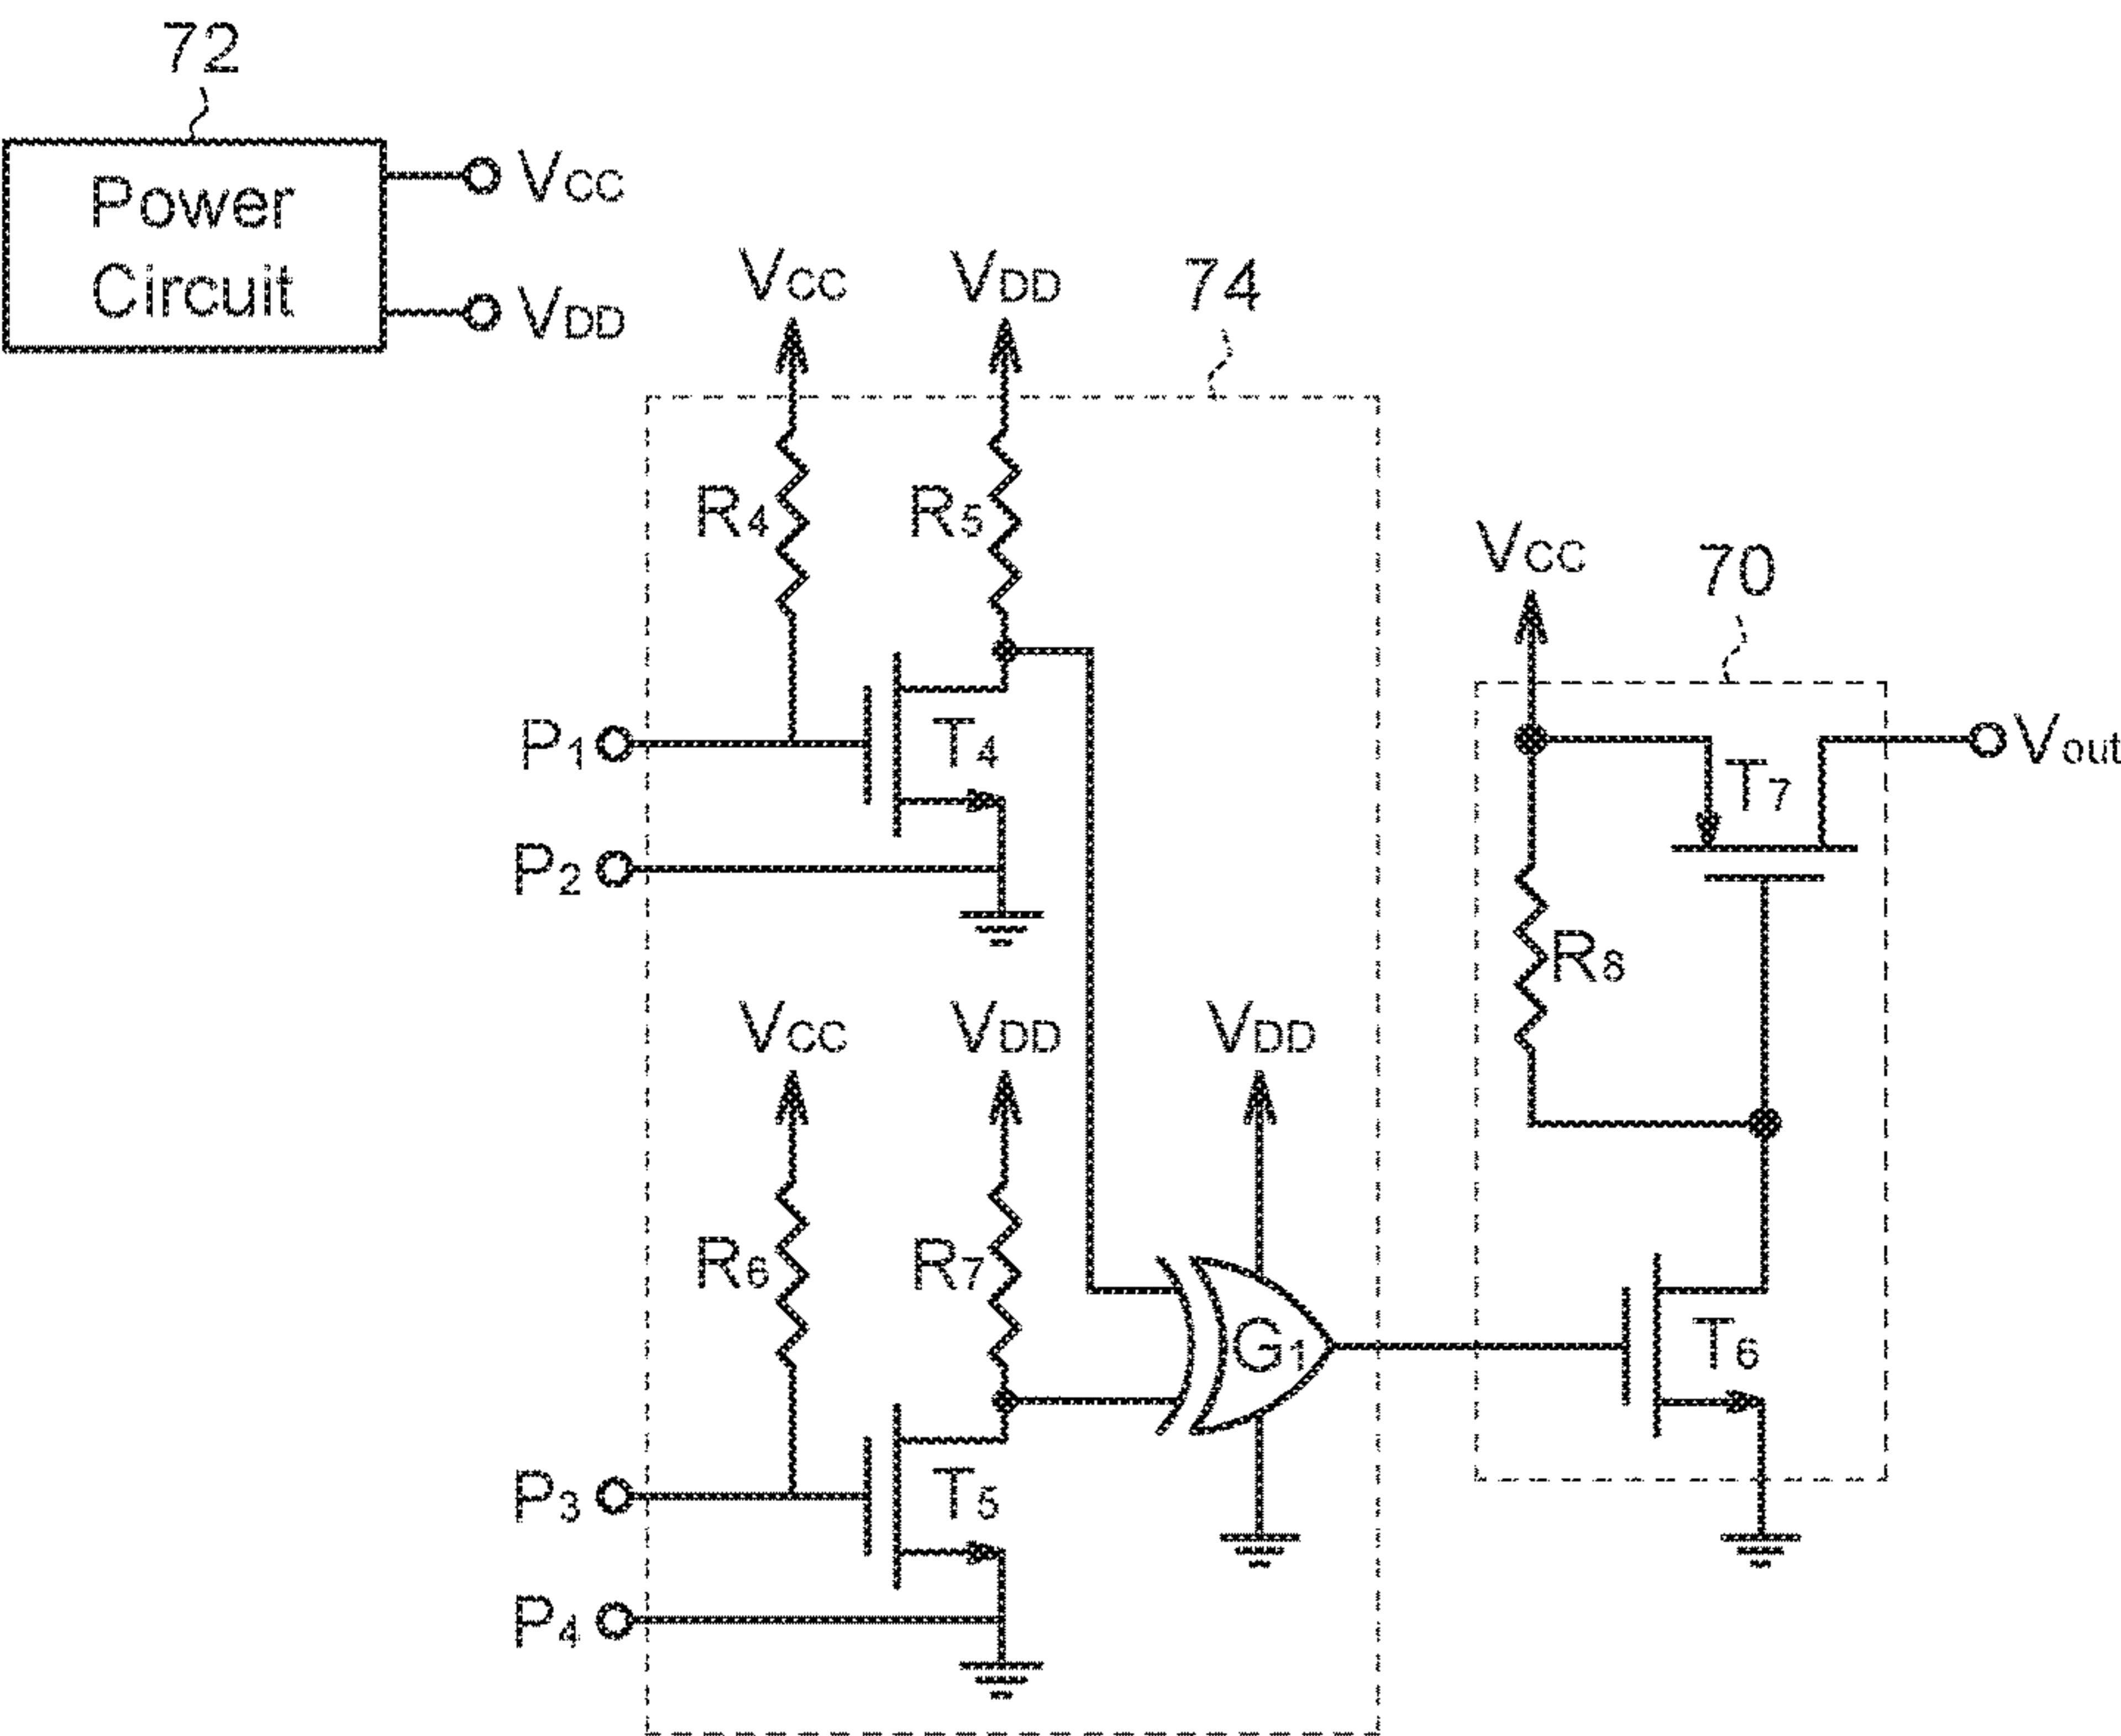 72
Power
Circuit
VCC
VDD
VCC
VDD
74
R4
R5
VCC
70
P1
T4
T7
Vout
P2
R8
VCC
VDD
VDD
R6
R7
G1
T6
P3
T5
P4